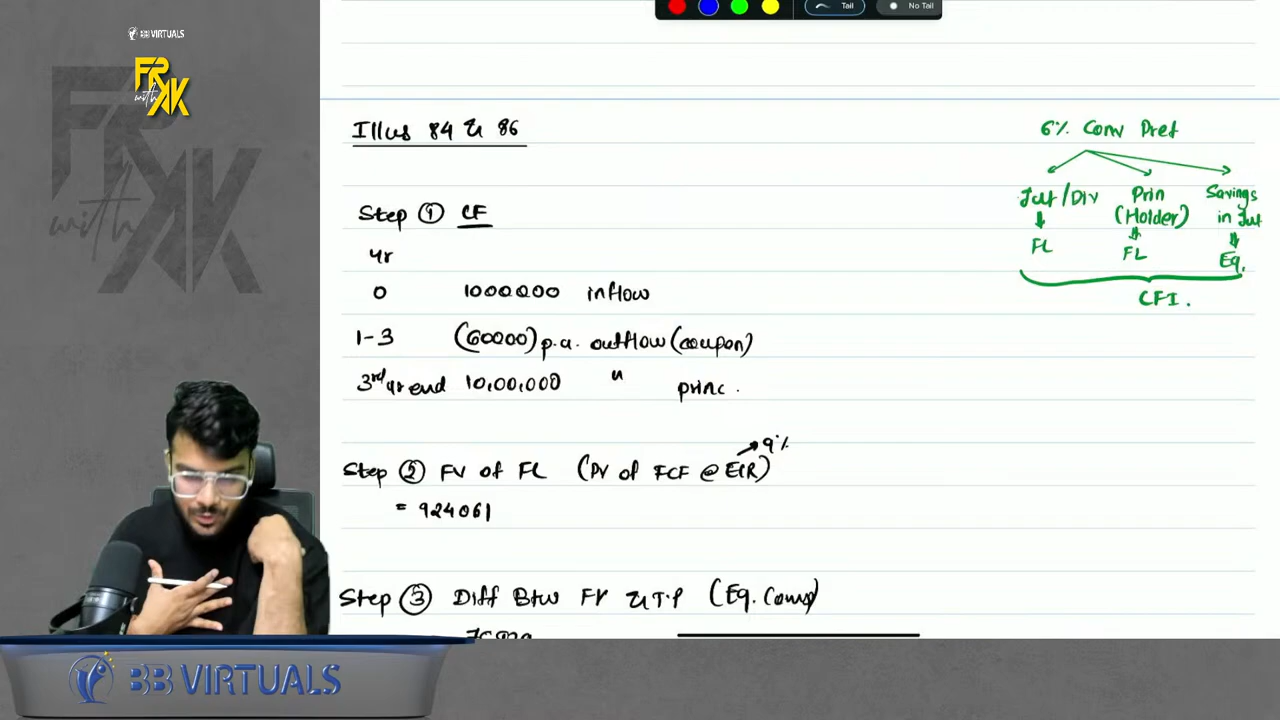 BB VIRTUALS
FR
with
KK
Tail
No Tail
Illus 84 & 86
6% Conv Pref
Int/Div
Prin
(Holder)
Savings
in Int
FL
FL
Eq.
CFI.
Step ① CF
Yr
0 1000000 inflow
1-3 (60000) p.a. outflow (coupon)
3rd yr end 10,00,000 " princ.
Step ② FV of FL (PV of FCF @ EIR) → 9%
= 924061
Step ③ Diff Btw FV & T.P (Eq. Comp)
BB VIRTUALS